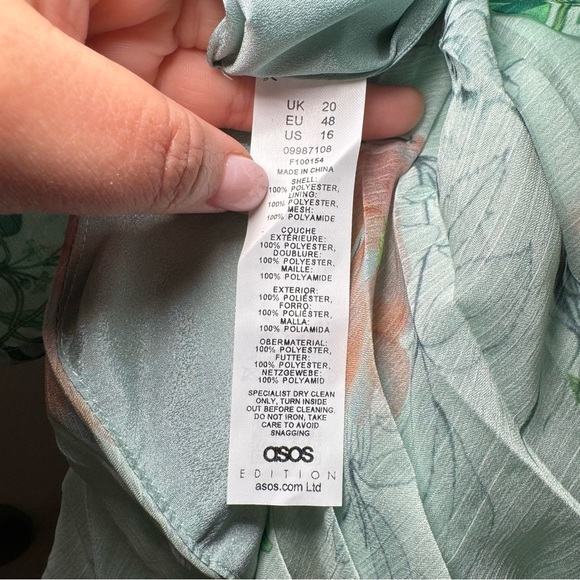 UK 20
EU 48
US 16
09987108
F100154
MADE IN CHINA
SHELL:
100% POLYESTER,
LINING:
100% POLYESTER,
MESH:
100% POLYAMIDE
COUCHE
EXTÉRIEURE:
100% POLYESTER,
DOUBLURE:
100% POLYESTER,
MAILLE:
100% POLYAMIDE
EXTERIOR:
100% POLIÉSTER,
FORRO:
100% POLIÉSTER,
MALLA:
100% POLIAMIDA
OBERMATERIAL:
100% POLYESTER,
FUTTER:
100% POLYESTER,
NETZGEWEBE:
100% POLYAMID
SPECIALIST DRY CLEAN
ONLY, TURN INSIDE
OUT BEFORE CLEANING.
DO NOT IRON, TAKE
CARE TO AVOID
SNAGGING
asos
EDITION
asos.com Ltd